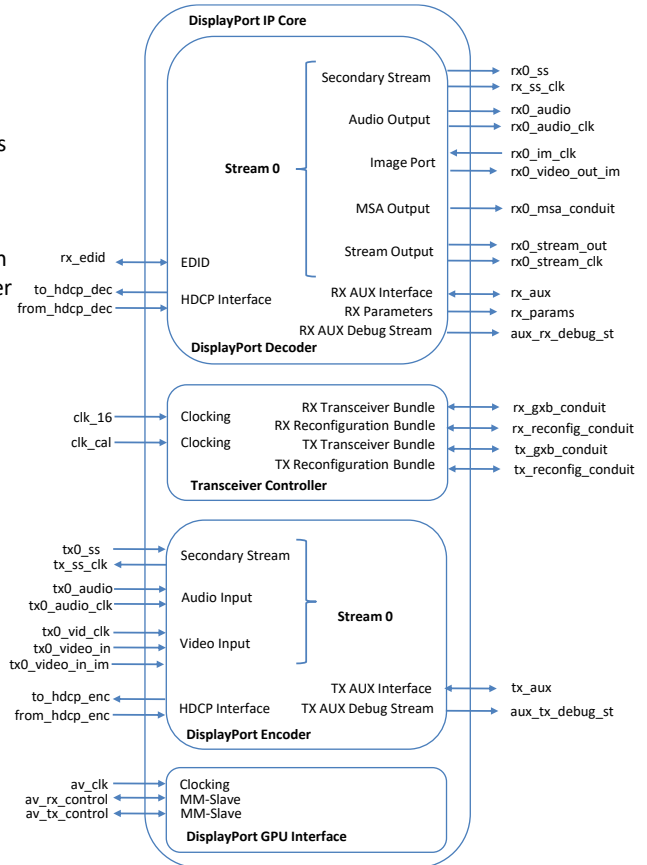 DisplayPort IP Core
s
n
er
Secondary Stream
rx0_ss
rx_ss_clk
Audio Output
rx0_audio
rx0_audio_clk
Stream 0
Image Port
rx0_im_clk
rx0_video_out_im
MSA Output
rx0_msa_conduit
Stream Output
rx0_stream_out
rx0_stream_clk
rx_edid
EDID
to_hdcp_dec
from_hdcp_dec
HDCP Interface
RX AUX Interface
rx_aux
RX Parameters
rx_params
RX AUX Debug Stream
aux_rx_debug_st
DisplayPort Decoder
clk_16
Clocking
clk_cal
Clocking
RX Transceiver Bundle
rx_gxb_conduit
RX Reconfiguration Bundle
rx_reconfig_conduit
TX Transceiver Bundle
tx_gxb_conduit
TX Reconfiguration Bundle
tx_reconfig_conduit
Transceiver Controller
tx0_ss
tx_ss_clk
Secondary Stream
tx0_audio
tx0_audio_clk
Audio Input
Stream 0
tx0_vid_clk
tx0_video_in
tx0_video_in_im
Video Input
to_hdcp_enc
from_hdcp_enc
HDCP Interface
TX AUX Interface
tx_aux
TX AUX Debug Stream
aux_tx_debug_st
DisplayPort Encoder
av_clk
Clocking
av_rx_control
MM-Slave
av_tx_control
MM-Slave
DisplayPort GPU Interface